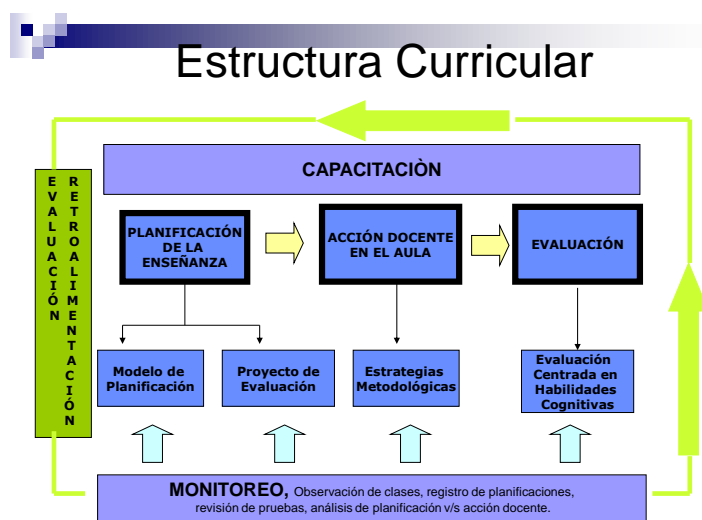 Estructura Curricular
CAPACITACIÒN
EVALUACIÓN
RETROALIMENTACIÓN
PLANIFICACIÓN
DE LA
ENSEÑANZA
ACCIÓN DOCENTE
EN EL AULA
EVALUACIÓN
Modelo de
Planificación
Proyecto de
Evaluación
Estrategias
Metodológicas
Evaluación
Centrada en
Habilidades
Cognitivas
MONITOREO, Observación de clases, registro de planificaciones,
revisión de pruebas, análisis de planificación v/s acción docente.